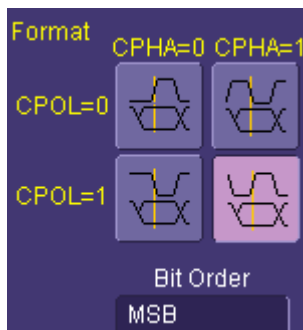 Format
CPHA=0 CPHA=1
CPOL=0
CPOL=1
Bit Order
MSB